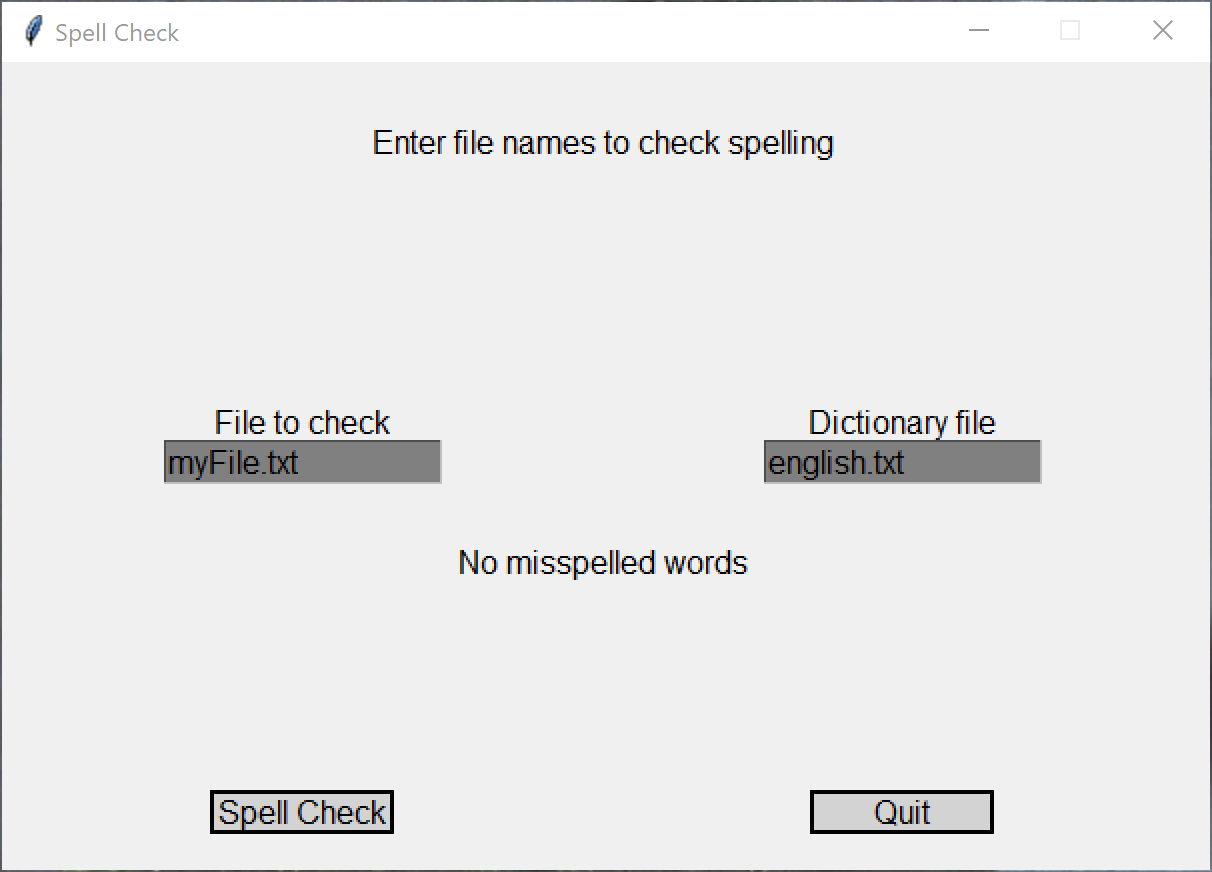 Spell Check
Enter file names to check spelling
File to check
Dictionary file
myFile.txt
english.txt
No misspelled words
Spell Check
Quit